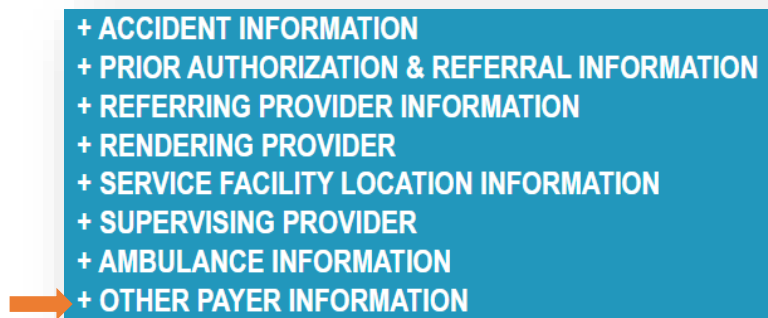 + ACCIDENT INFORMATION
+ PRIOR AUTHORIZATION & REFERRAL INFORMATION
+ REFERRING PROVIDER INFORMATION
+ RENDERING PROVIDER
+ SERVICE FACILITY LOCATION INFORMATION
+ SUPERVISING PROVIDER
+ AMBULANCE INFORMATION
+ OTHER PAYER INFORMATION